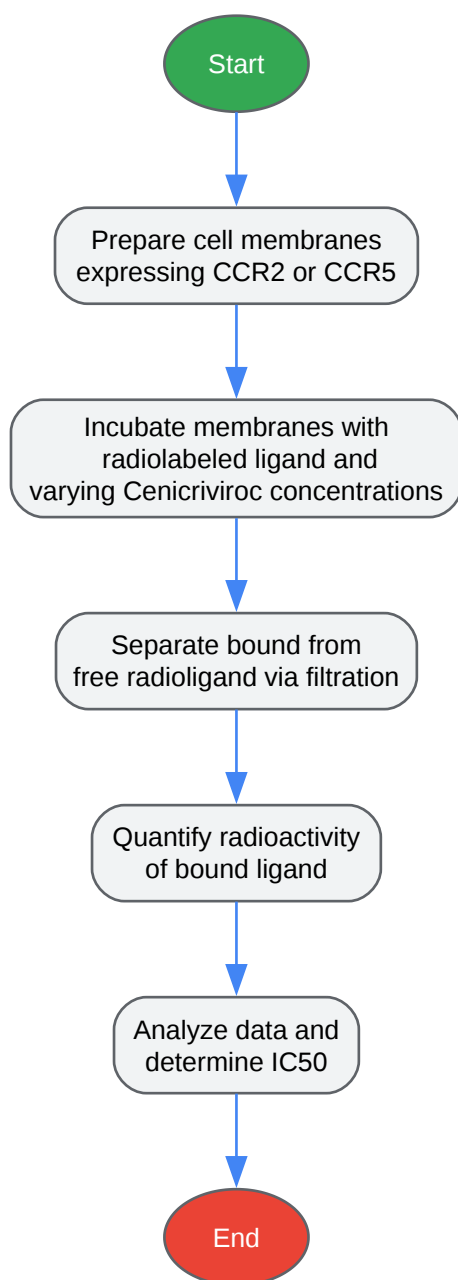 Start
Prepare cell membranes
expressing CCR2 or CCR5
Incubate membranes with
radiolabeled ligand and
varying Cenicriviroc concentrations
Separate bound from
free radioligand via filtration
Quantify radioactivity
of bound ligand
Analyze data and
determine IC50
End